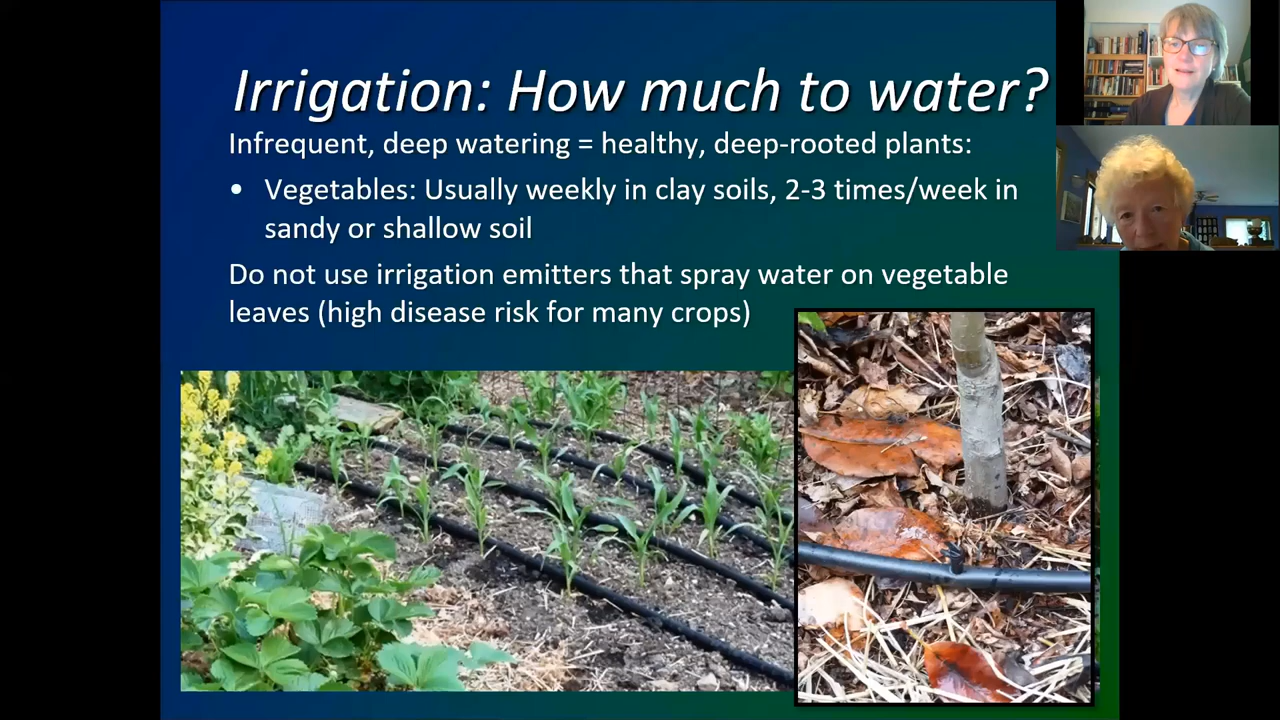 Irrigation: How much to water?
Infrequent, deep watering = healthy, deep-rooted plants:
• Vegetables: Usually weekly in clay soils, 2-3 times/week in
sandy or shallow soil
Do not use irrigation emitters that spray water on vegetable
leaves (high disease risk for many crops)